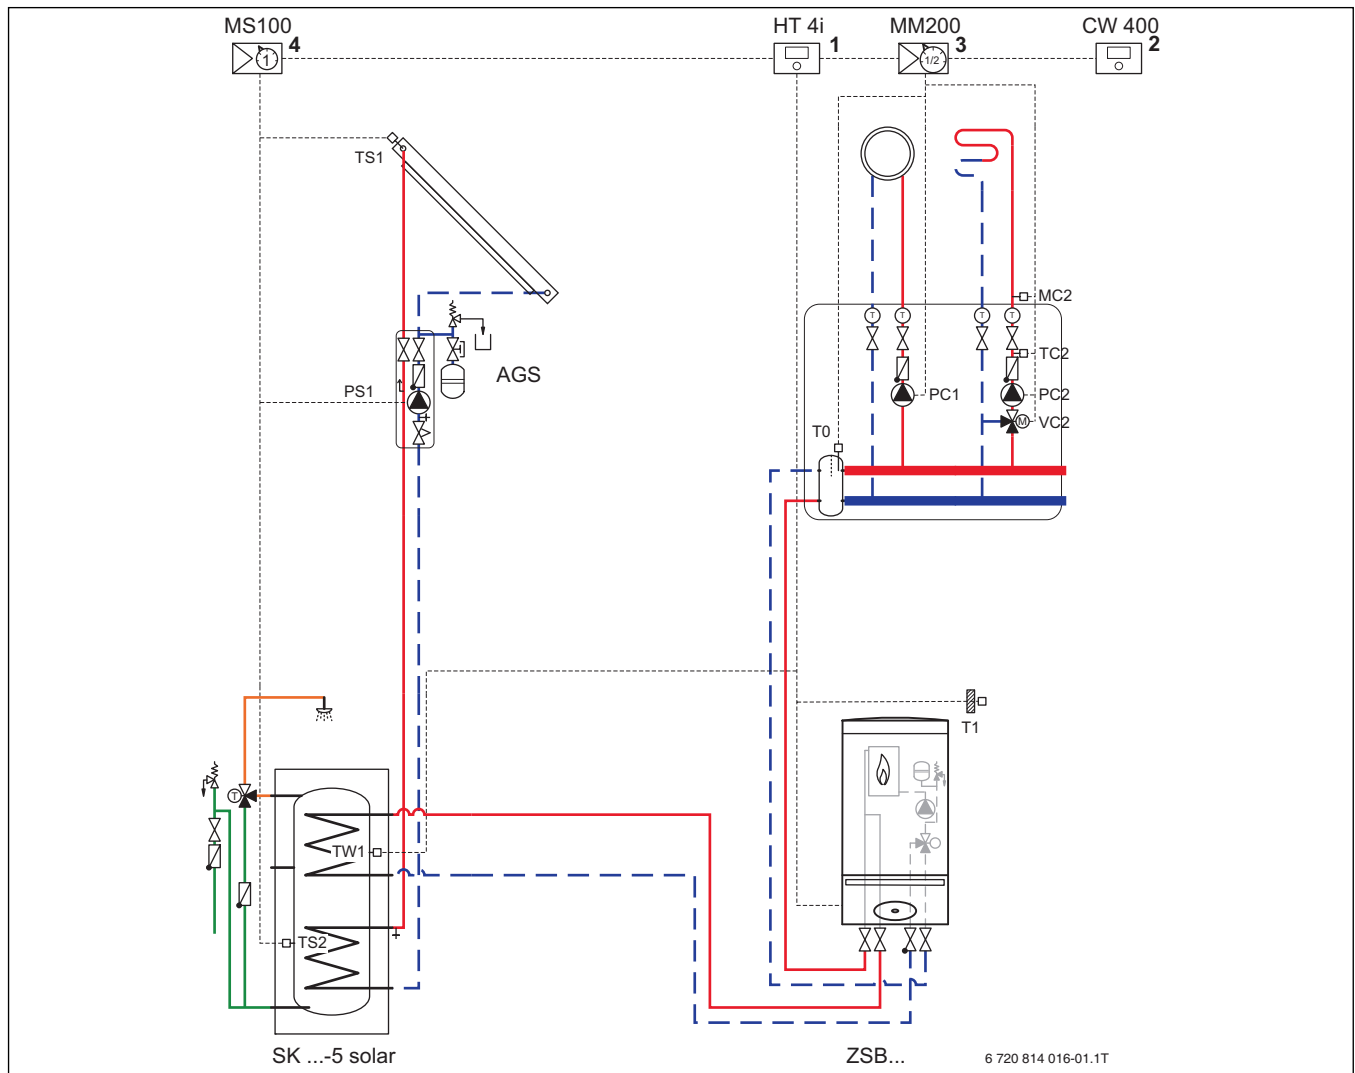 MS100
4
HT 4i
1
MM200
3
CW 400
2
1
1/2
TS1
MC2
T
T
T
T
TC2
AGS
PS1
PC1
PC2
M
VC2
T0
T1
T
TW1
TS2
SK ...-5 solar
ZSB...
6 720 814 016-01.1T